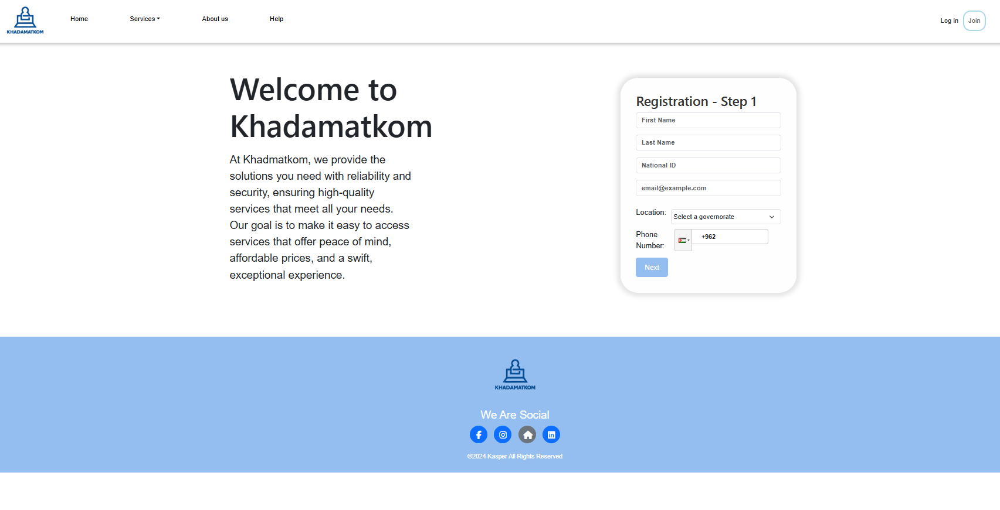 KHADAMATKOM
Home
Services
About us
Help
Log in
Join
Welcome to
Khadamatkom
At Khadmatkom, we provide the
solutions you need with reliability and
security, ensuring high-quality
services that meet all your needs.
Our goal is to make it easy to access
services that offer peace of mind,
affordable prices, and a swift,
exceptional experience.
Registration - Step 1
First Name
Last Name
National ID
email@example.com
Location:
Select a governorate
Phone
Number:
+962
Next
KHADAMATKOM
We Are Social
©2024 Kasper All Rights Reserved